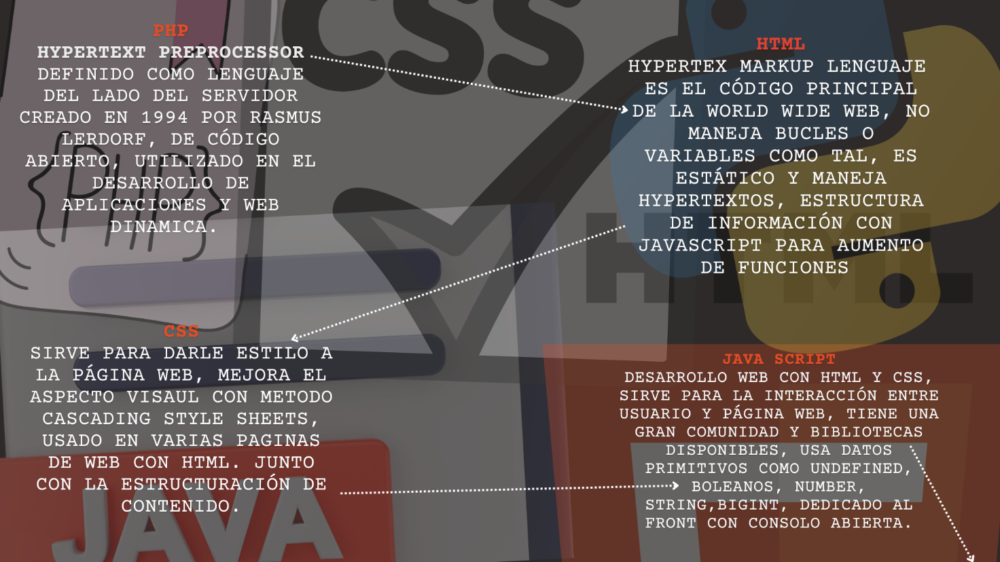 PHP
HYPERTEXT PREPROCESSOR
DEFINIDO COMO LENGUAJE
DEL LADO DEL SERVIDOR
CREADO EN 1994 POR RASMUS
LERDORF, DE CÓDIGO
ABIERTO, UTILIZADO EN EL
DESARROLLO DE
APLICACIONES Y WEB
DINAMICA.
HTML
HYPERTEX MARKUP LENGUAJE
ES EL CÓDIGO PRINCIPAL
DE LA WORLD WIDE WEB, NO
MANEJA BUCLES O
VARIABLES COMO TAL, ES
ESTÁTICO Y MANEJA
HYPERTEXTOS, ESTRUCTURA
DE INFORMACIÓN CON
JAVASCRIPT PARA AUMENTO
DE FUNCIONES
CSS
SIRVE PARA DARLE ESTILO A
LA PÁGINA WEB, MEJORA EL
ASPECTO VISAUL CON METODO
CASCADING STYLE SHEETS,
USADO EN VARIAS PAGINAS
DE WEB CON HTML. JUNTO
CON LA ESTRUCTURACIÓN DE
CONTENIDO.
JAVA SCRIPT
DESARROLLO WEB CON HTML Y CSS,
SIRVE PARA LA INTERACCIÓN ENTRE
USUARIO Y PÁGINA WEB, TIENE UNA
GRAN COMUNIDAD Y BIBLIOTECAS
DISPONIBLES, USA DATOS
PRIMITIVOS COMO UNDEFINED,
BOLEANOS, NUMBER,
STRING,BIGINT, DEDICADO AL
FRONT CON CONSOLO ABIERTA.
CSS
PHP
HTML
JAVA